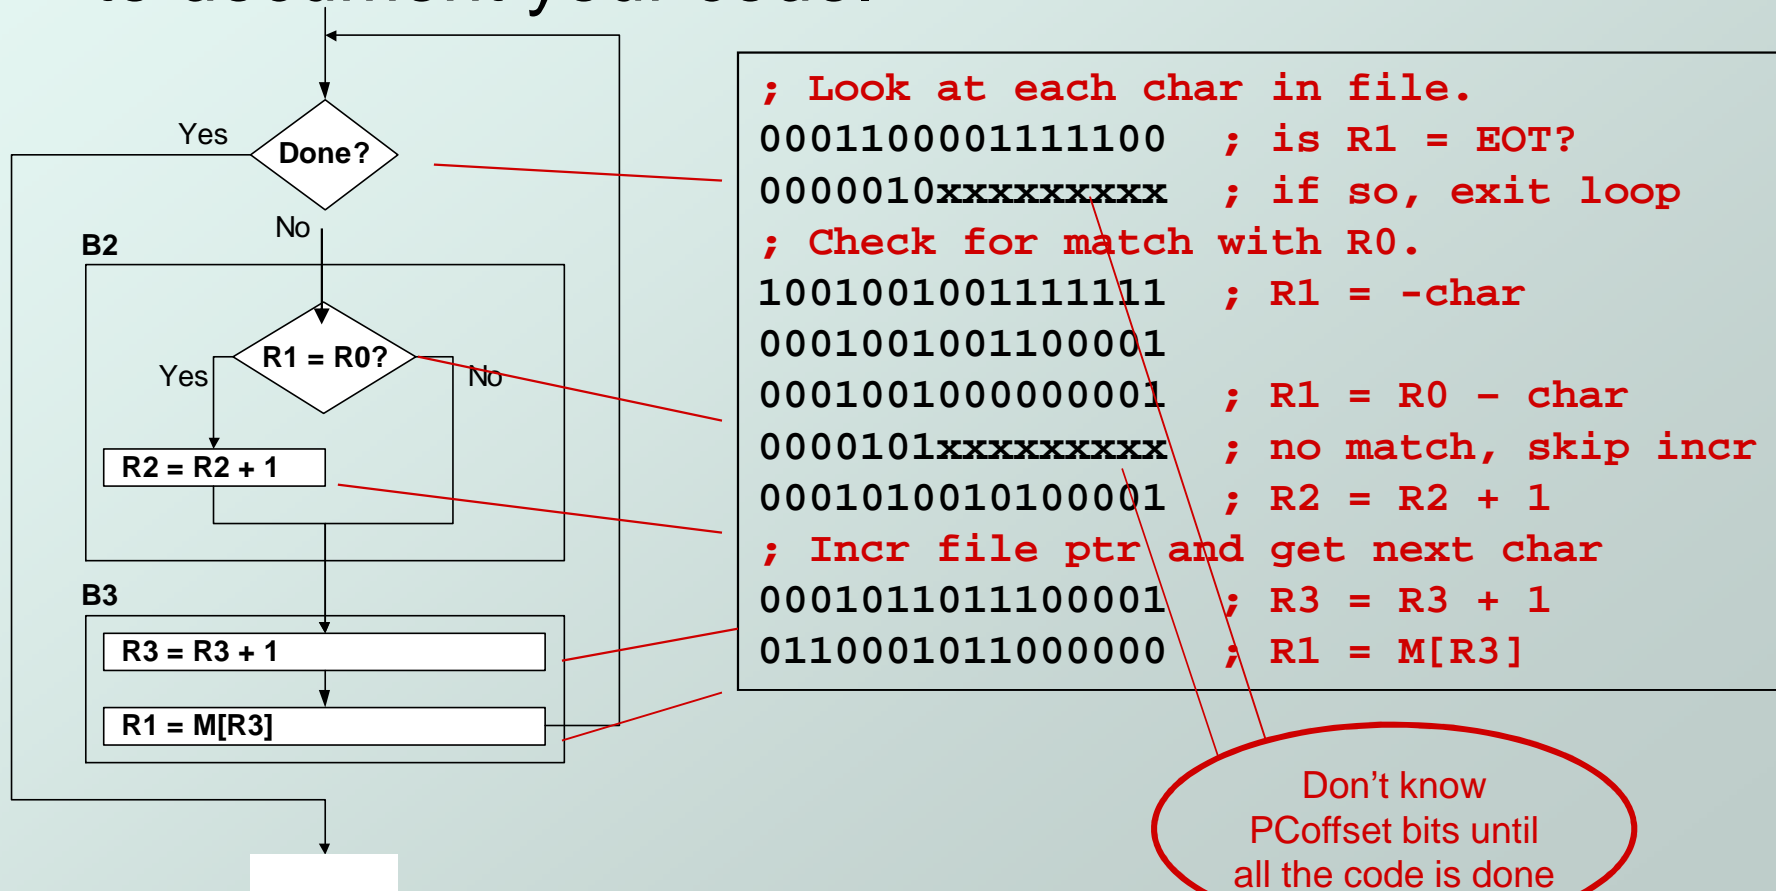 to document your code.
Yes
Done?
No
B2
R1 = R0?
Yes
No
R2 = R2 + 1
B3
R3 = R3 + 1
R1 = M[R3]
; Look at each char in file.
0001100001111100 ; is R1 = EOT?
0000010xxxxxxxxx ; if so, exit loop
; Check for match with R0.
1001001001111111 ; R1 = -char
0001001001100001
0001001000000001 ; R1 = R0 – char
0000101xxxxxxxxx ; no match, skip incr
0001010010100001 ; R2 = R2 + 1
; Incr file ptr and get next char
0001011011100001 ; R3 = R3 + 1
0110001011000000 ; R1 = M[R3]
Don’t know
PCoffset bits until
all the code is done